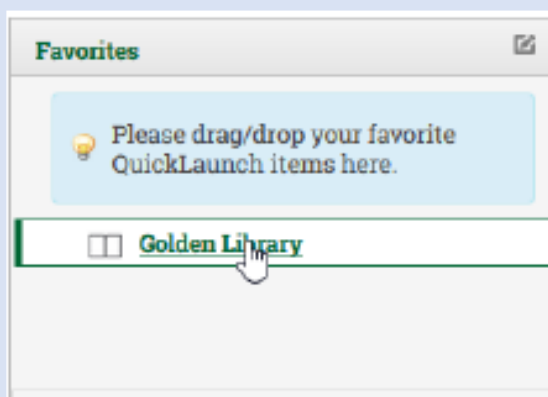 Favorites
Please drag/drop your favorite
QuickLaunch items here.
Golden Library